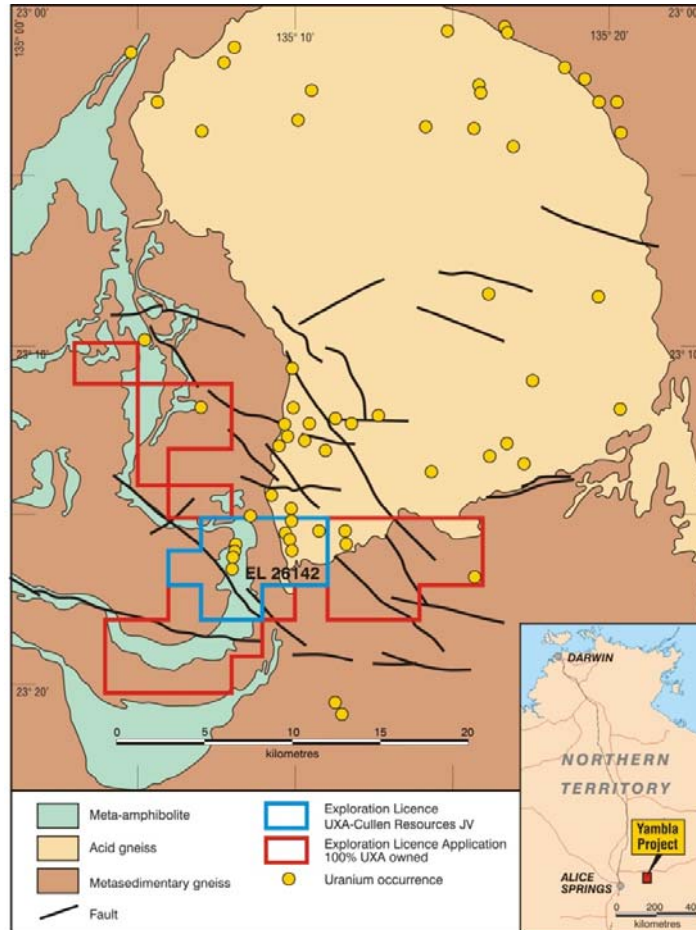 23° 00'
135° 00'
135° 10'
135° 20'
23° 00'
23° 10'
23° 10'
EL 26142
23° 20'
0 5 10 15 20
kilometres
Meta-amphibolite
Acid gneiss
Metasedimentary gneiss
Fault
Exploration Licence
UXA-Cullen Resources JV
Exploration Licence Application
100% UXA owned
Uranium occurrence
DARWIN
NORTHERN
TERRITORY
Yambla
Project
ALICE
SPRINGS
0 200 400
kilometres